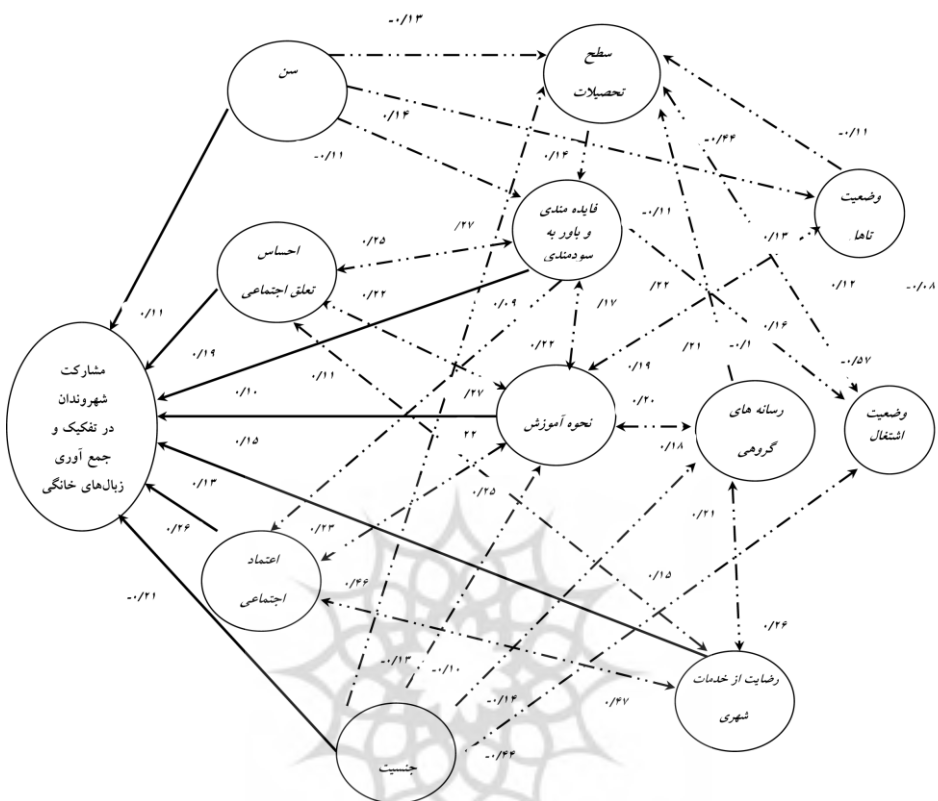 -۰/۱۳
سن
سطح
تحصیلات
۰/۱۴
-۰/۱۱
۰/۱۴
-۰/۴۴
-۰/۱۱
وضعیت
تاهل
فایده مندی
و باور به
سودمندی
-۰/۱۱
احساس
تعلق اجتماعی
۰/۲۵
/۲۷
۰/۱۳
۰/۲۲
۰/۰۹
/۱۷
/۲۲
۰/۱۲
-۰/۰۸
۰/۱۱
۰/۱۹
۰/۱۱
۰/۲۲
۰/۱۹
/۲۱
-۰/۱
۰/۱۶
-۰/۵۷
مشارکت
شهروندان
در تفکیک و
جمع آوری
زبال‌های خانگی
۰/۱۰
/۲۷
نحوه آموزش
۰/۲۰
۰/۱۸
رسانه های
گروهی
وضعیت
اشتغال
۰/۱۵
۲۲
۰/۱۳
۰/۲۶
۰/۲۳
۰/۲۵
۰/۲۱
اعتماد
اجتماعی
-۰/۲۱
۰/۴۶
۰/۱۵
۰/۲۶
-۰/۱۳
-۰/۱۰
-۰/۱۴
۰/۴۷
رضایت از خدمات
شهری
-۰/۴۴
جنسیت